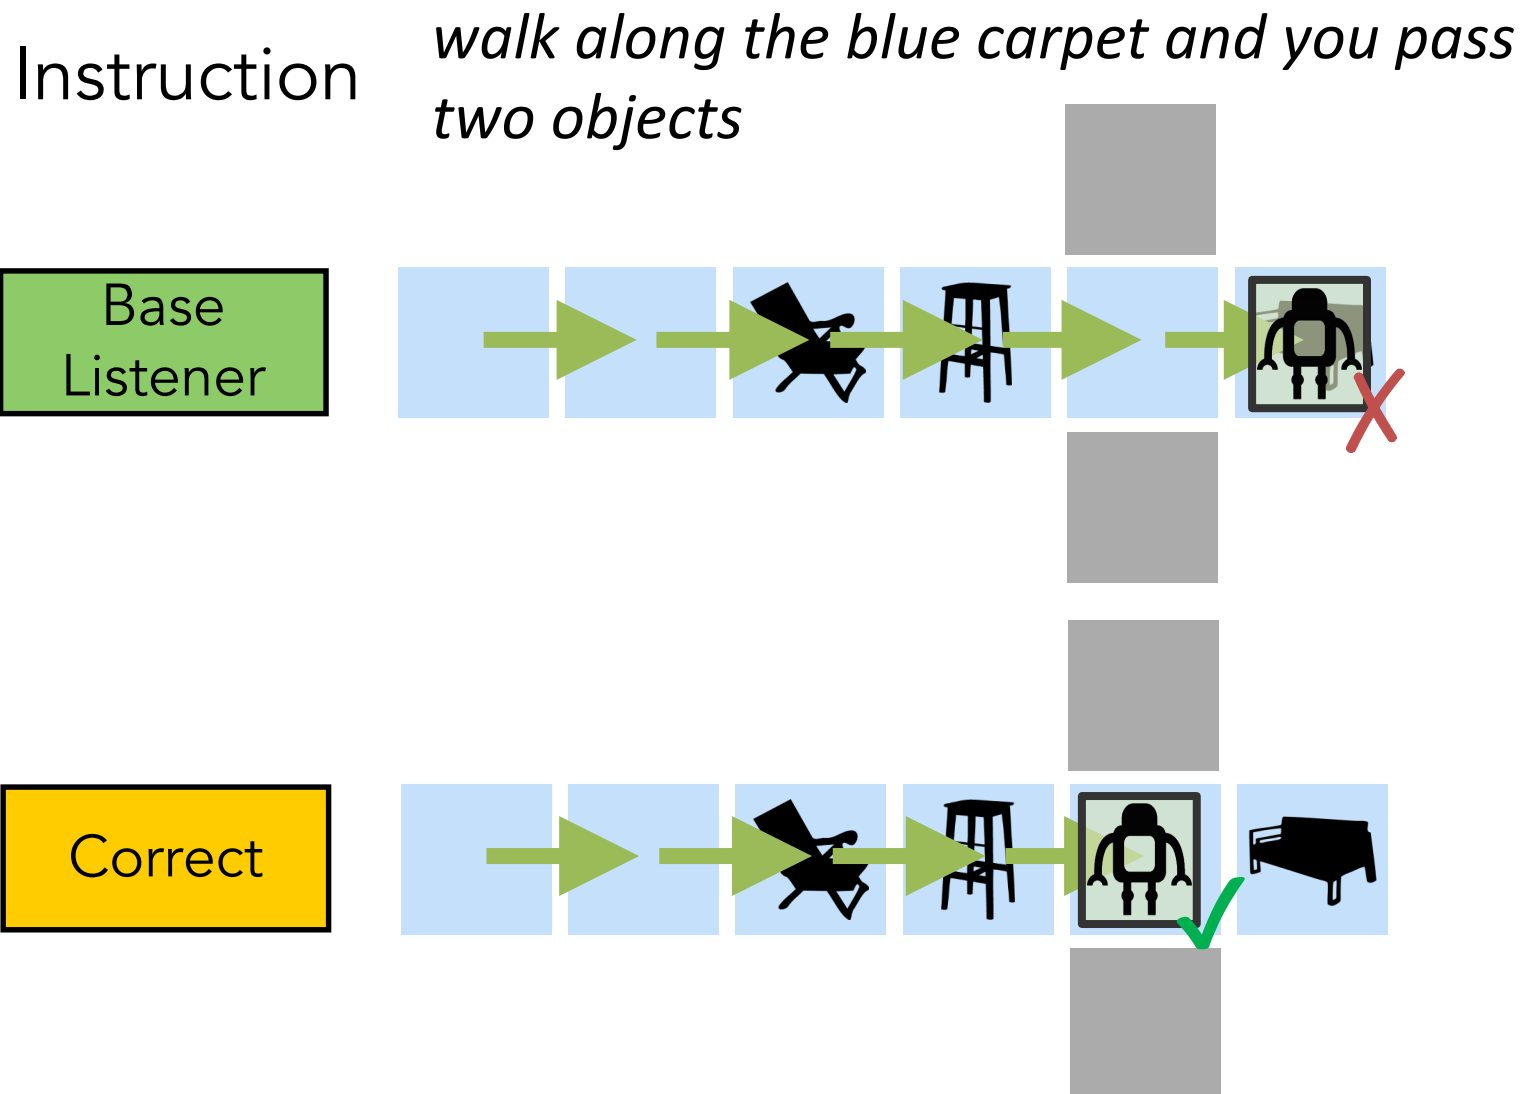 Instruction
walk along the blue carpet and you pass
two objects
Base
Listener
Correct